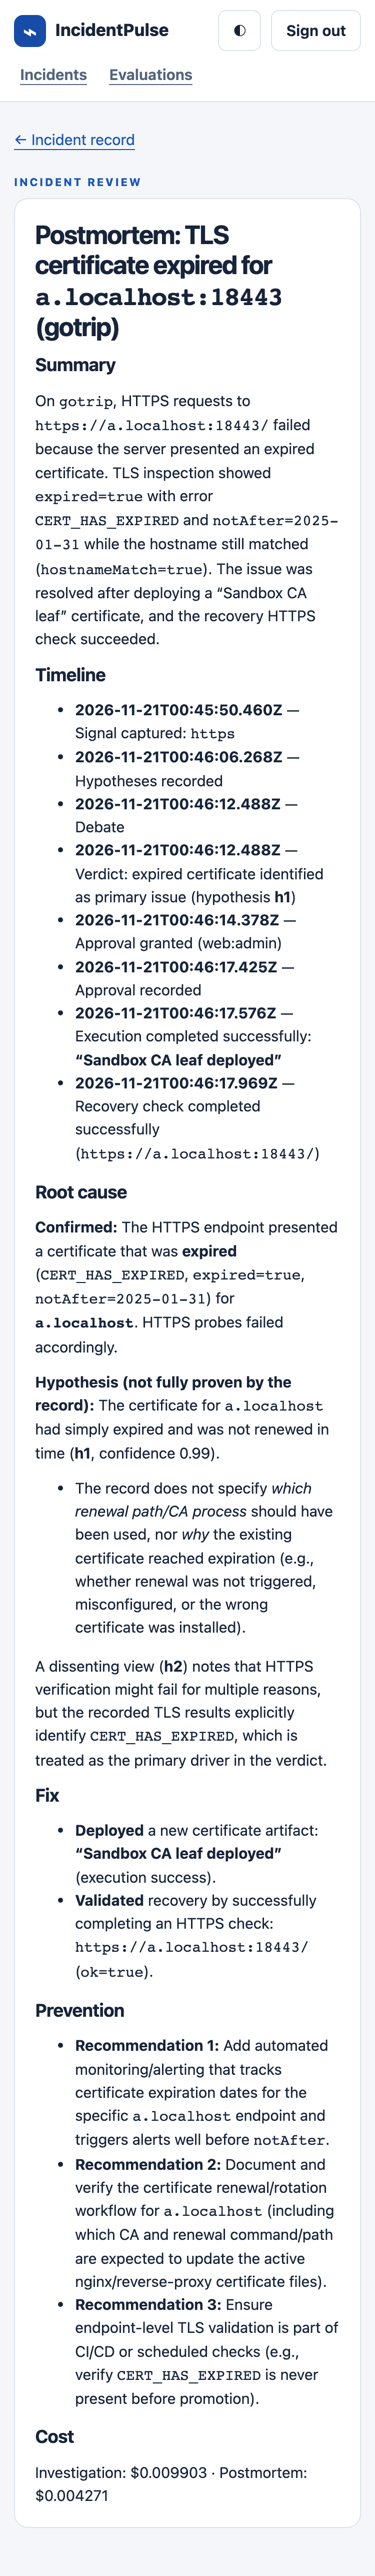 IncidentPulse
Sign out
Incidents Evaluations
← Incident record
INCIDENT REVIEW
Postmortem: TLS
certificate expired for
a.localhost:18443
(gotrip)
Summary
On gotrip, HTTPS requests to
https://a.localhost:18443/ failed
because the server presented an expired
certificate. TLS inspection showed
expired=true with error
CERT_HAS_EXPIRED and notAfter=2025-
01-31 while the hostname still matched
(hostnameMatch=true). The issue was
resolved after deploying a “Sandbox CA
leaf” certificate, and the recovery HTTPS
check succeeded.
Timeline
• 2026-11-21T00:45:50.460Z —
Signal captured: https
• 2026-11-21T00:46:06.268Z —
Hypotheses recorded
• 2026-11-21T00:46:12.488Z —
Debate
• 2026-11-21T00:46:12.488Z —
Verdict: expired certificate identified
as primary issue (hypothesis h1)
• 2026-11-21T00:46:14.378Z —
Approval granted (web:admin)
• 2026-11-21T00:46:17.425Z —
Approval recorded
• 2026-11-21T00:46:17.576Z —
Execution completed successfully:
“Sandbox CA leaf deployed”
• 2026-11-21T00:46:17.969Z —
Recovery check completed
successfully
(https://a.localhost:18443/)
Root cause
Confirmed: The HTTPS endpoint presented
a certificate that was expired
(CERT_HAS_EXPIRED, expired=true,
notAfter=2025-01-31) for
a.localhost. HTTPS probes failed
accordingly.
Hypothesis (not fully proven by the
record): The certificate for a.localhost
had simply expired and was not renewed in
time (h1, confidence 0.99).
• The record does not specify which
renewal path/CA process should have
been used, nor why the existing
certificate reached expiration (e.g.,
whether renewal was not triggered,
misconfigured, or the wrong
certificate was installed).
A dissenting view (h2) notes that HTTPS
verification might fail for multiple reasons,
but the recorded TLS results explicitly
identify CERT_HAS_EXPIRED, which is
treated as the primary driver in the verdict.
Fix
• Deployed a new certificate artifact:
“Sandbox CA leaf deployed”
(execution success).
• Validated recovery by successfully
completing an HTTPS check:
https://a.localhost:18443/
(ok=true).
Prevention
• Recommendation 1: Add automated
monitoring/alerting that tracks
certificate expiration dates for the
specific a.localhost endpoint and
triggers alerts well before notAfter.
• Recommendation 2: Document and
verify the certificate renewal/rotation
workflow for a.localhost (including
which CA and renewal command/path
are expected to update the active
nginx/reverse-proxy certificate files).
• Recommendation 3: Ensure
endpoint-level TLS validation is part of
CI/CD or scheduled checks (e.g.,
verify CERT_HAS_EXPIRED is never
present before promotion).
Cost
Investigation: $0.009903 · Postmortem:
$0.004271